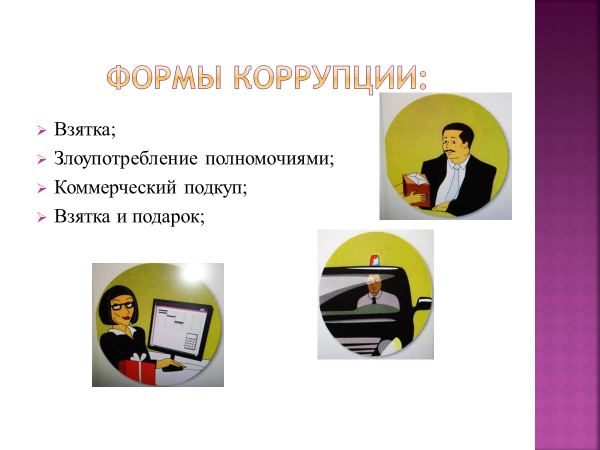 ФОРМЫ КОРРУПЦИИ:
Взятка;
Злоупотребление полномочиями;
Коммерческий подкуп;
Взятка и подарок;